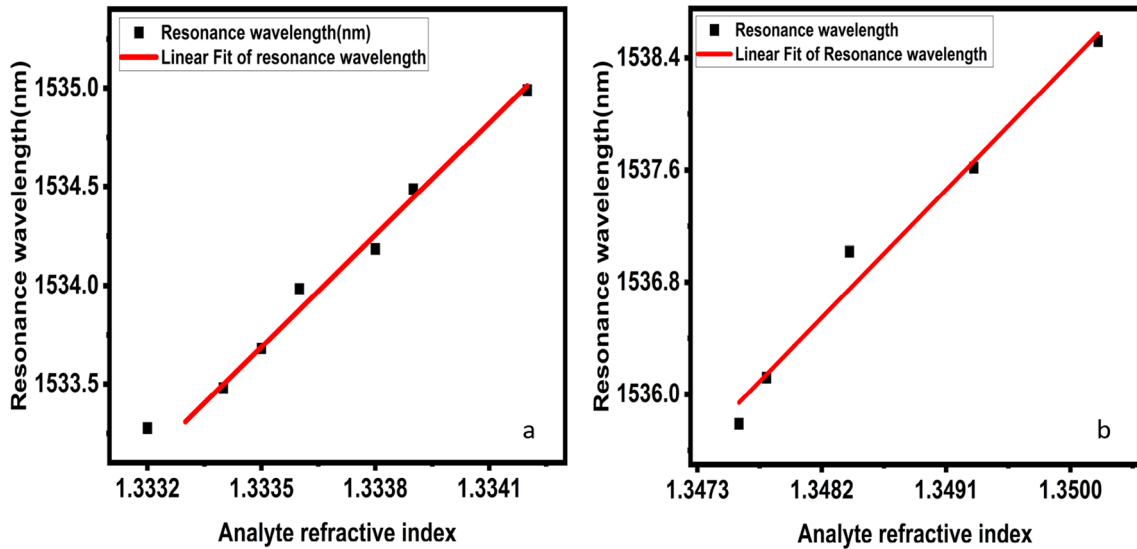 Resonance wavelength(nm)
Linear Fit of resonance wavelength
Resonance wavelength(nm)
1535.0
1534.5
1534.0
1533.5
1.3332
1.3335
1.3338
1.3341
Analyte refractive index
a
Resonance wavelength
Linear Fit of Resonance wavelength
Resonance wavelength(nm)
1538.4
1537.6
1536.8
1536.0
1.3473
1.3482
1.3491
1.3500
Analyte refractive index
b